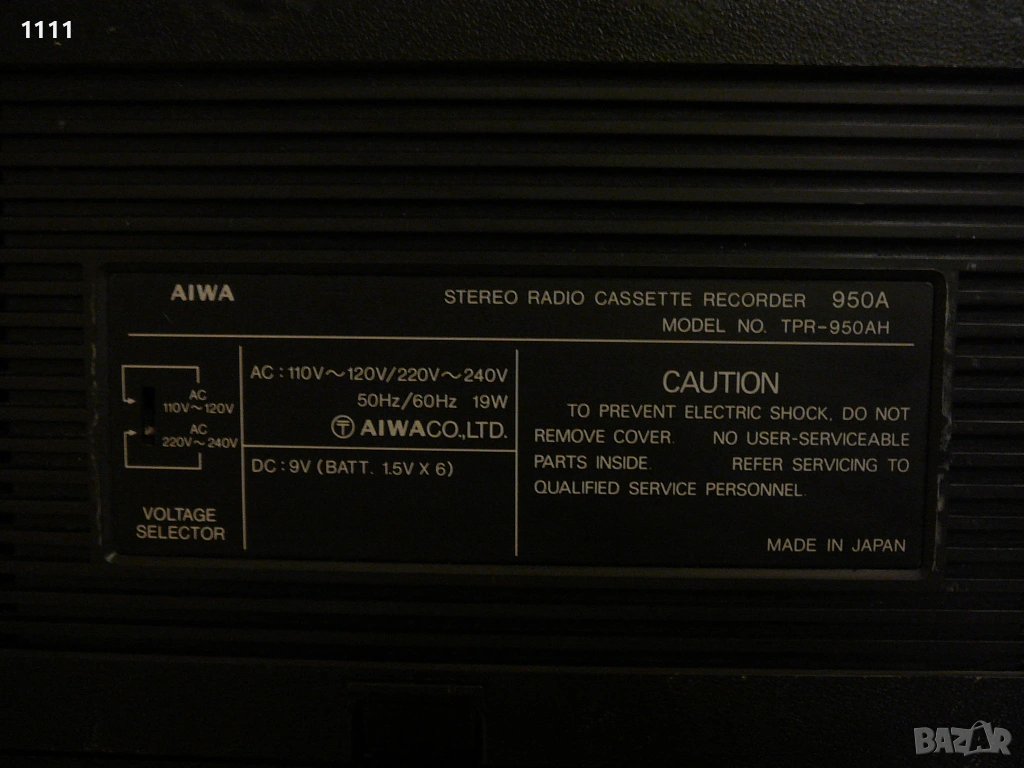 1111
AIWA
STEREO RADIO CASSETTE RECORDER 950A
MODEL NO. TPR-950AH
AC
110V~120V
AC
220V~240V
VOLTAGE
SELECTOR
AC: 110V~120V/220V~240V
50Hz/60Hz 19W
AIWA CO.,LTD.
DC: 9V (BATT. 1.5V X 6)
CAUTION
TO PREVENT ELECTRIC SHOCK, DO NOT
REMOVE COVER. NO USER-SERVICEABLE
PARTS INSIDE. REFER SERVICING TO
QUALIFIED SERVICE PERSONNEL.
MADE IN JAPAN
BAZAR